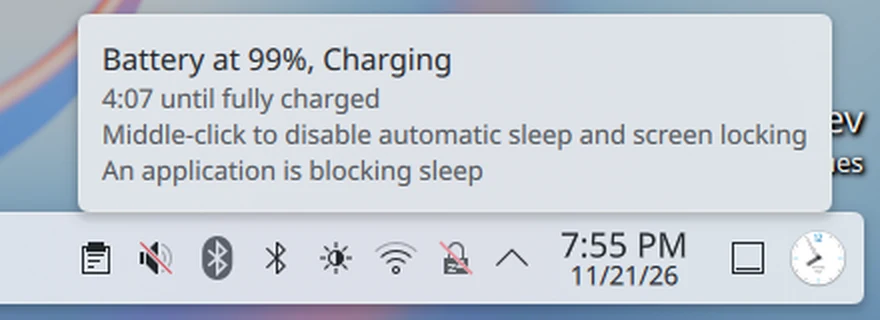 Battery at 99%, Charging
4:07 until fully charged
Middle-click to disable automatic sleep and screen locking
An application is blocking sleep
7:55 PM
11/21/26
12